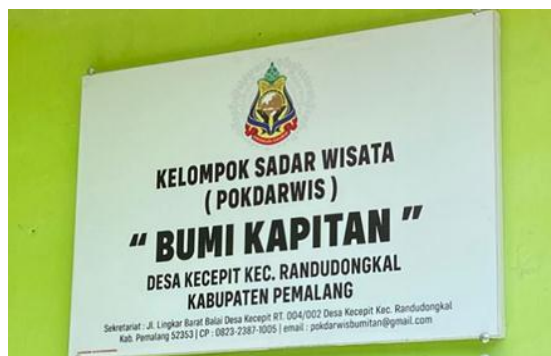 KELOMPOK SADAR WISATA
( POKDARWIS )
“ BUMI KAPITAN ”
DESA KECEPIT KEC. RANDUDONGKAL
KABUPATEN PEMALANG
Sekretariat : Jl. Lingkar Barat Balai Desa Kecepit RT. 004/002 Desa Kecepit Kec. Randudongkal
Kab. Pemalang 52353 | CP : 0823-2387-1005 | email : pokdarwisbumitan@gmail.com